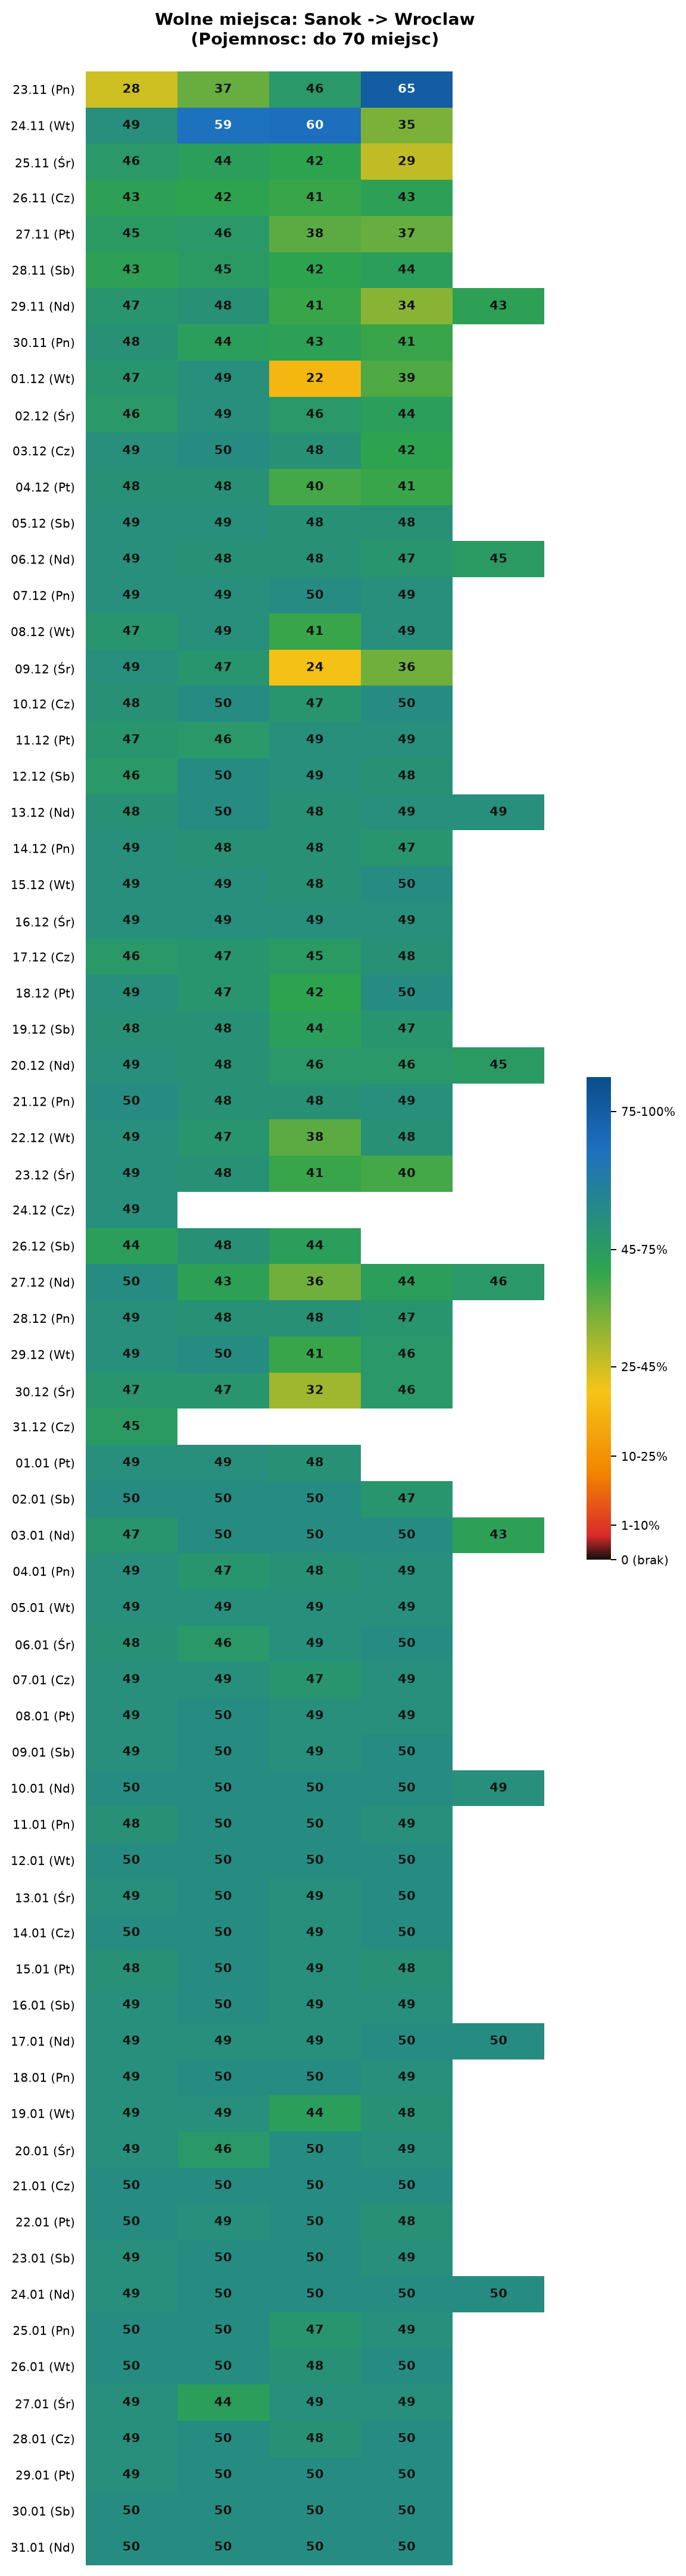 Wolne miejsca: Sanok -> Wroclaw
(Pojemnosc: do 70 miejsc)
23.11 (Pn) 28 37 46 65
24.11 (Wt) 49 59 60 35
25.11 (Śr) 46 44 42 29
26.11 (Cz) 43 42 41 43
27.11 (Pt) 45 46 38 37
28.11 (Sb) 43 45 42 44
29.11 (Nd) 47 48 41 34 43
30.11 (Pn) 48 44 43 41
01.12 (Wt) 47 49 22 39
02.12 (Śr) 46 49 46 44
03.12 (Cz) 49 50 48 42
04.12 (Pt) 48 48 40 41
05.12 (Sb) 49 49 48 48
06.12 (Nd) 49 48 48 47 45
07.12 (Pn) 49 49 50 49
08.12 (Wt) 47 49 41 49
09.12 (Śr) 49 47 24 36
10.12 (Cz) 48 50 47 50
11.12 (Pt) 47 46 49 49
12.12 (Sb) 46 50 49 48
13.12 (Nd) 48 50 48 49 49
14.12 (Pn) 49 48 48 47
15.12 (Wt) 49 49 48 50
16.12 (Śr) 49 49 49 49
17.12 (Cz) 46 47 45 48
18.12 (Pt) 49 47 42 50
19.12 (Sb) 48 48 44 47
20.12 (Nd) 49 48 46 46 45
21.12 (Pn) 50 48 48 49
22.12 (Wt) 49 47 38 48
23.12 (Śr) 49 48 41 40
24.12 (Cz) 49
26.12 (Sb) 44 48 44
27.12 (Nd) 50 43 36 44 46
28.12 (Pn) 49 48 48 47
29.12 (Wt) 49 50 41 46
30.12 (Śr) 47 47 32 46
31.12 (Cz) 45
01.01 (Pt) 49 49 48
02.01 (Sb) 50 50 50 47
03.01 (Nd) 47 50 50 50 43
04.01 (Pn) 49 47 48 49
05.01 (Wt) 49 49 49 49
06.01 (Śr) 48 46 49 50
07.01 (Cz) 49 49 47 49
08.01 (Pt) 49 50 49 49
09.01 (Sb) 49 50 49 50
10.01 (Nd) 50 50 50 50 49
11.01 (Pn) 48 50 50 49
12.01 (Wt) 50 50 50 50
13.01 (Śr) 49 50 49 50
14.01 (Cz) 50 50 49 50
15.01 (Pt) 48 50 49 48
16.01 (Sb) 49 50 49 49
17.01 (Nd) 49 49 49 50 50
18.01 (Pn) 49 50 50 49
19.01 (Wt) 49 49 44 48
20.01 (Śr) 49 46 50 49
21.01 (Cz) 50 50 50 50
22.01 (Pt) 50 49 50 48
23.01 (Sb) 49 50 50 49
24.01 (Nd) 49 50 50 50 50
25.01 (Pn) 50 50 47 49
26.01 (Wt) 50 50 48 50
27.01 (Śr) 49 44 49 49
28.01 (Cz) 49 50 48 50
29.01 (Pt) 49 50 50 50
30.01 (Sb) 50 50 50 50
31.01 (Nd) 50 50 50 50
75-100%
45-75%
25-45%
10-25%
1-10%
0 (brak)